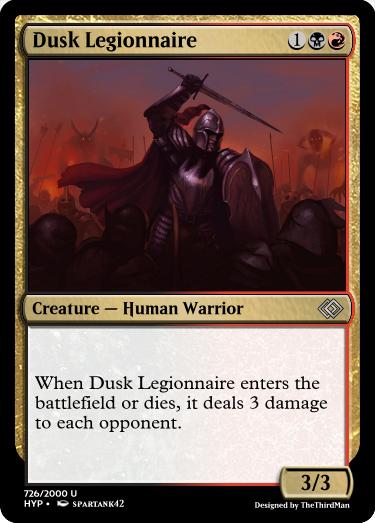 Dusk Legionnaire 1
Creature — Human Warrior
When Dusk Legionnaire enters the
battlefield or dies, it deals 3 damage
to each opponent.
3/3
726/2000 U
HYP • SPARTANK42
Designed by TheThirdMan